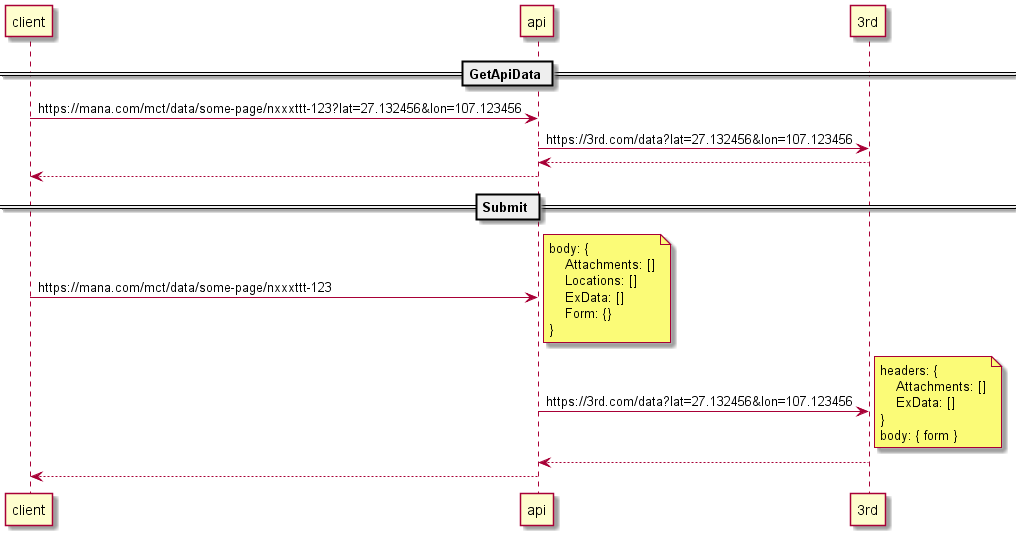 client api 3rd
GetApiData
https://mana.com/mct/data/some-page/nxxxttt-123?lat=27.132456&lon=107.123456
https://3rd.com/data?lat=27.132456&lon=107.123456
Submit
https://mana.com/mct/data/some-page/nxxxttt-123
body: {
Attachments: []
Locations: []
ExData: []
Form: {}
}
https://3rd.com/data?lat=27.132456&lon=107.123456
headers: {
Attachments: []
ExData: []
}
body: { form }
client api 3rd